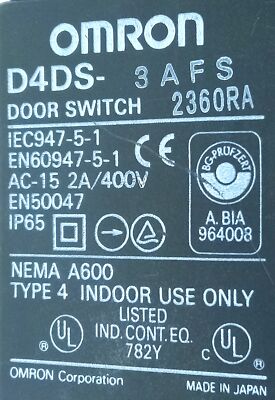 OMRON
D4DS- 3AFS
DOOR SWITCH 2360RA
IEC947-5-1
EN60947-5-1 CE
AC-15 2A/400V
EN50047
IP65
BG-PRÜFZERT
A.BIA
964008
NEMA A600
TYPE 4 INDOOR USE ONLY
LISTED
UL ® IND.CONT.EQ. C UL ®
782Y
OMRON Corporation MADE IN JAPAN